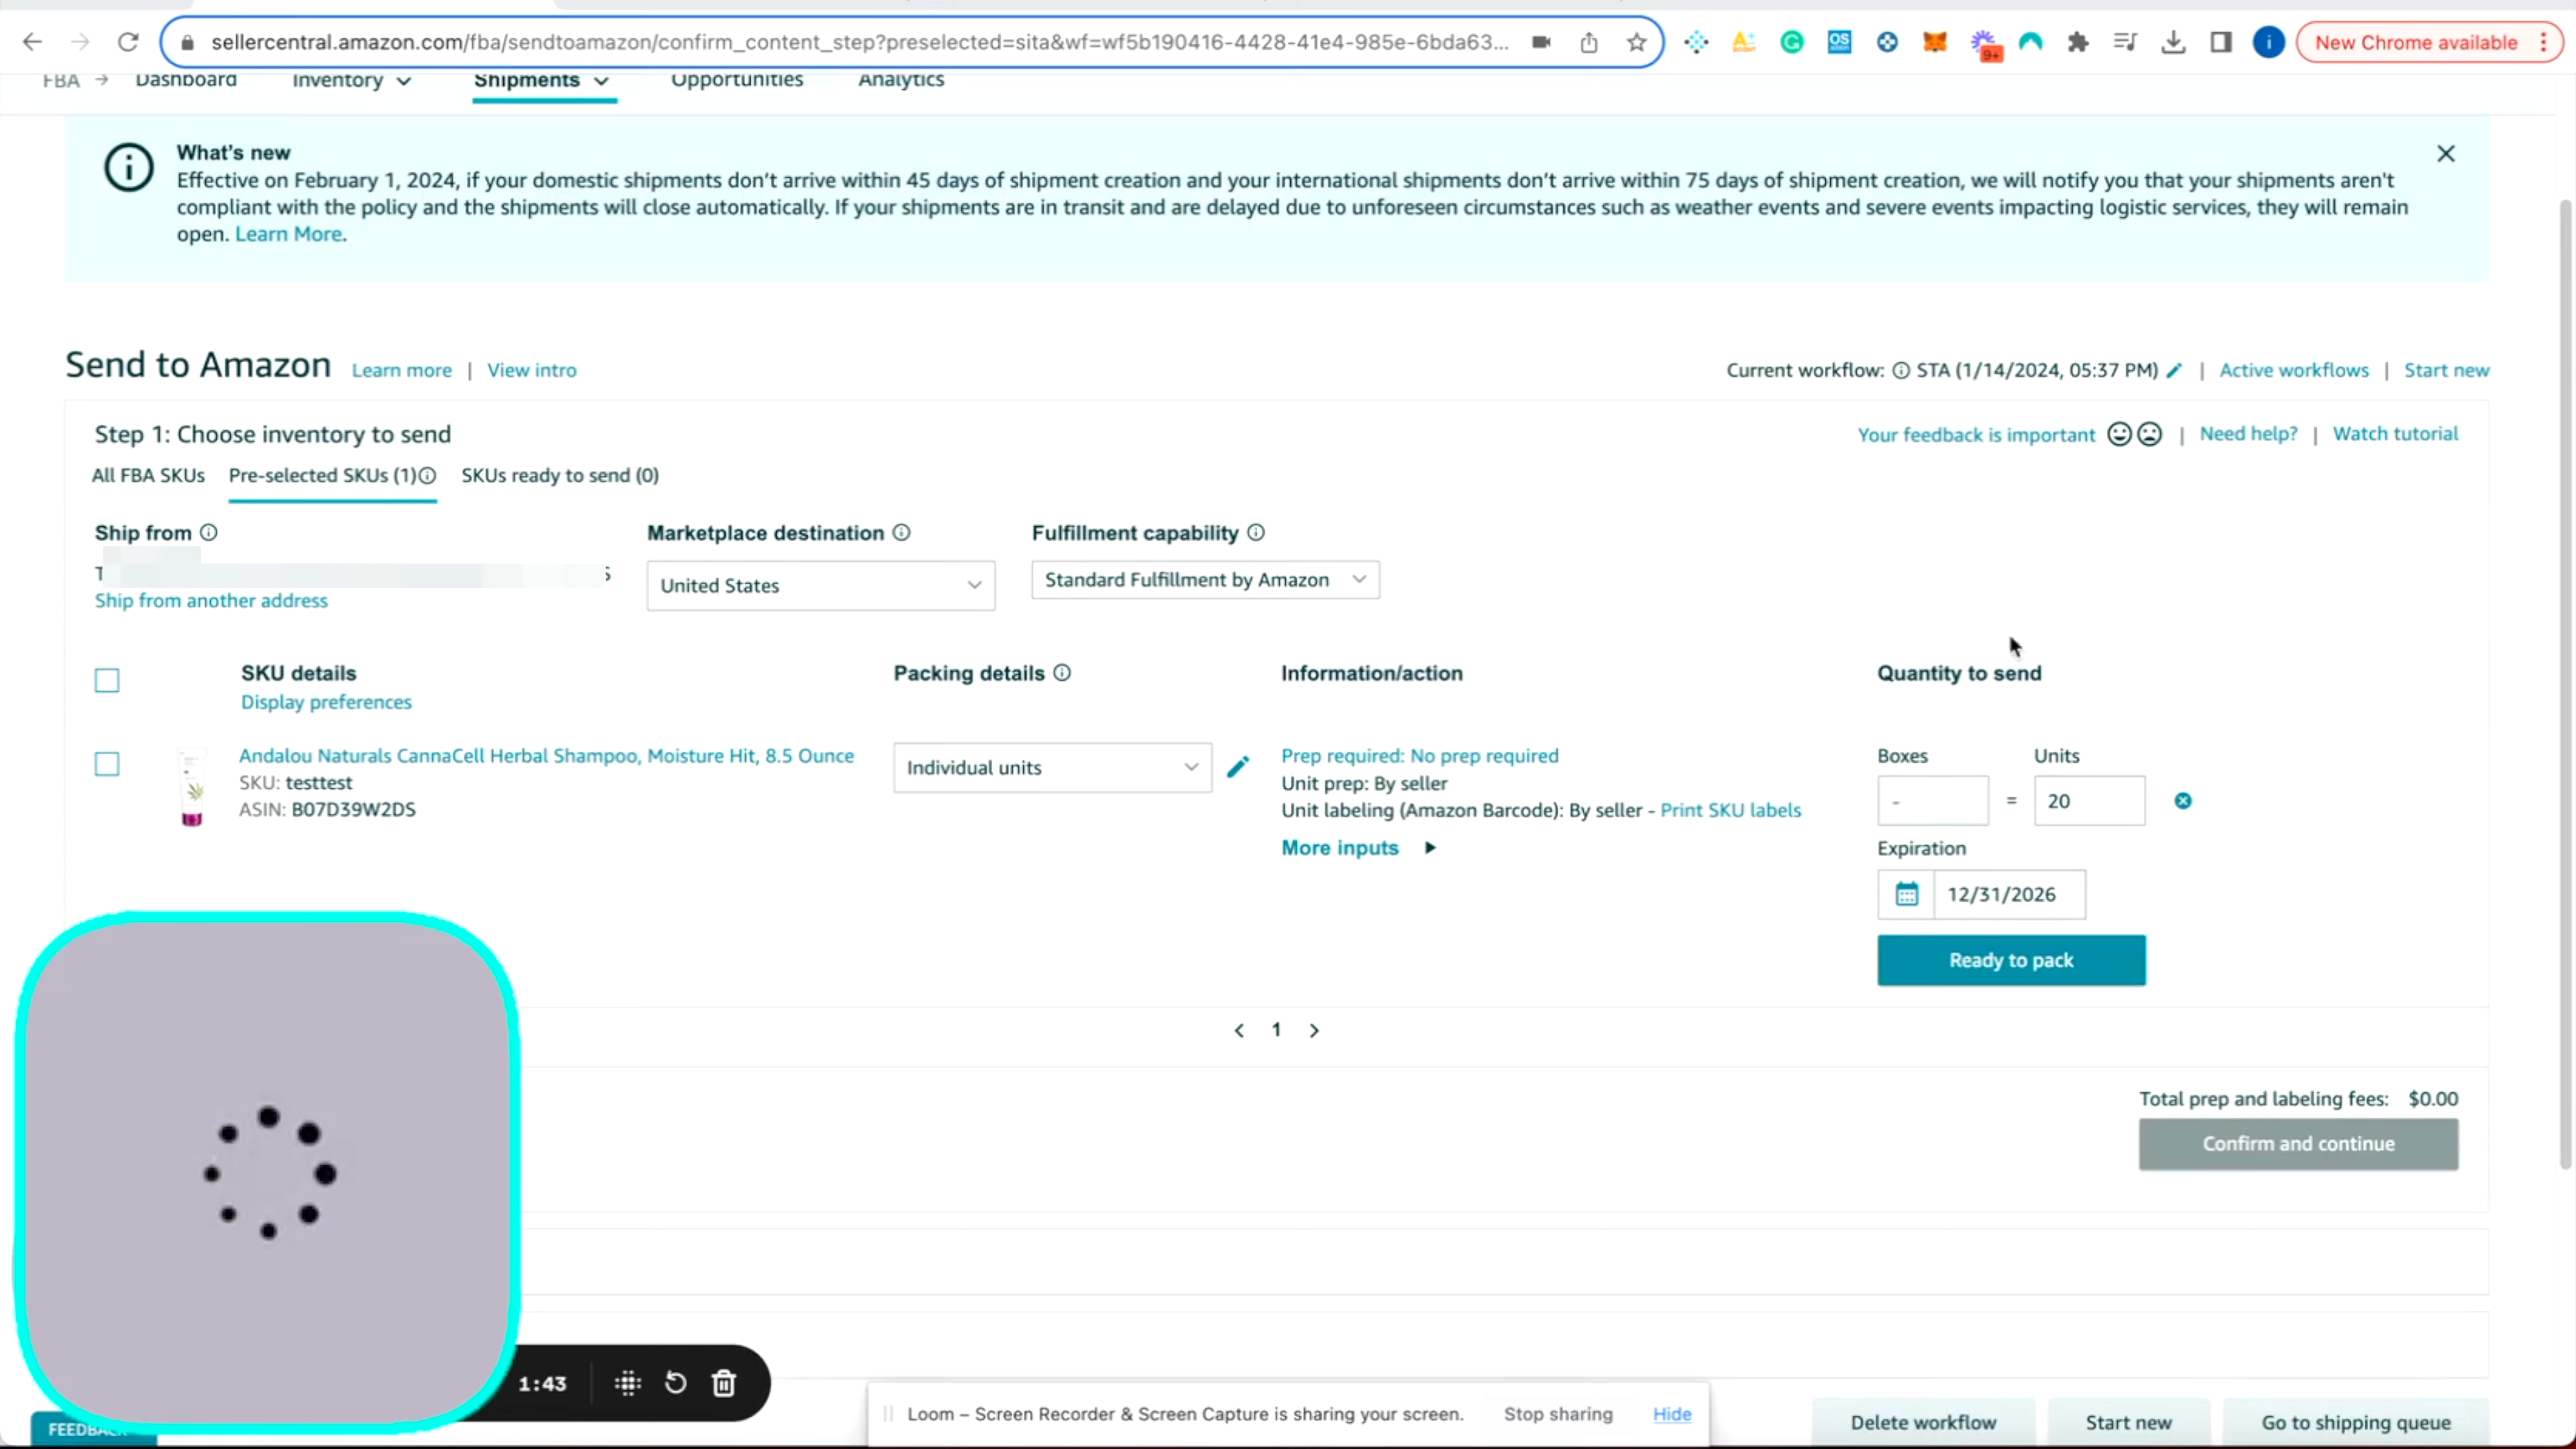 sellercentral.amazon.com/fba/sendtoamazon/confirm_content_step?preselected=sita&wf=wf5b190416-4428-41e4-985e-6bda63...
9+
i
New Chrome available
FBA → Dashboard Inventory Shipments Opportunities Analytics
What's new
Effective on February 1, 2024, if your domestic shipments don't arrive within 45 days of shipment creation and your international shipments don't arrive within 75 days of shipment creation, we will notify you that your shipments aren't
compliant with the policy and the shipments will close automatically. If your shipments are in transit and are delayed due to unforeseen circumstances such as weather events and severe events impacting logistic services, they will remain
open. Learn More.
Send to Amazon Learn more | View intro
Current workflow: STA (1/14/2024, 05:37 PM) | Active workflows | Start new
Step 1: Choose inventory to send
Your feedback is important | Need help? | Watch tutorial
All FBA SKUs Pre-selected SKUs (1) SKUs ready to send (0)
Ship from
Marketplace destination
Fulfillment capability
United States
Standard Fulfillment by Amazon
Ship from another address
SKU details
Packing details
Information/action
Quantity to send
Display preferences
Andalou Naturals CannaCell Herbal Shampoo, Moisture Hit, 8.5 Ounce
SKU: testtest
ASIN: B07D39W2DS
Individual units
Prep required: No prep required
Unit prep: By seller
Unit labeling (Amazon Barcode): By seller - Print SKU labels
More inputs
Boxes Units
- = 20
Expiration
12/31/2026
Ready to pack
1
Total prep and labeling fees: $0.00
Confirm and continue
1:43
FEEDBACK
Loom – Screen Recorder & Screen Capture is sharing your screen. Stop sharing Hide
Delete workflow Start new Go to shipping queue